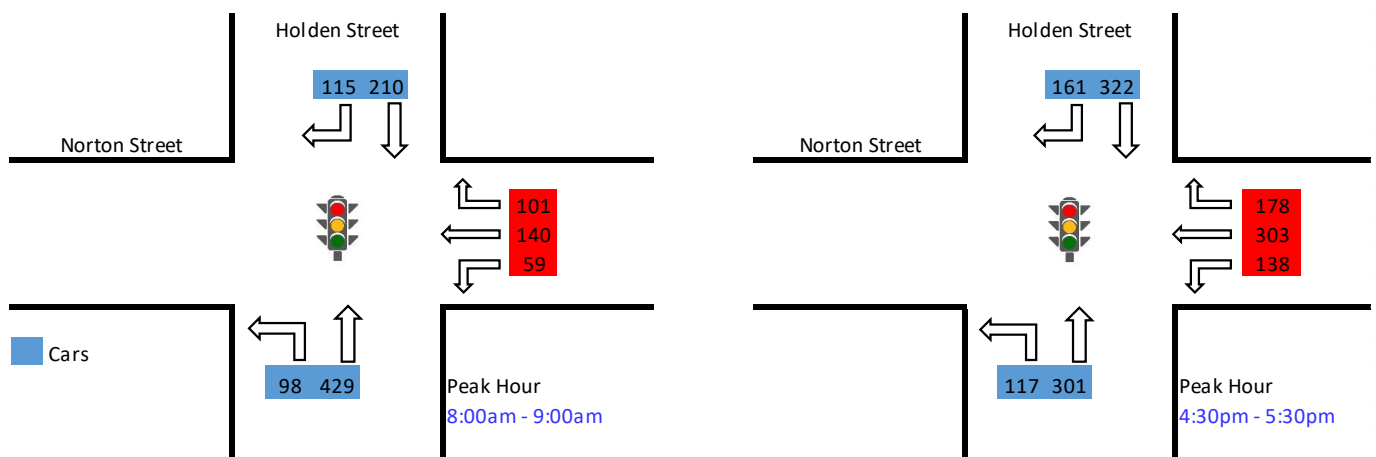 Holden Street
115 210
Norton Street
101
140
59
Cars
98 429
Peak Hour
8:00am - 9:00am
Holden Street
161 322
Norton Street
178
303
138
117 301
Peak Hour
4:30pm - 5:30pm